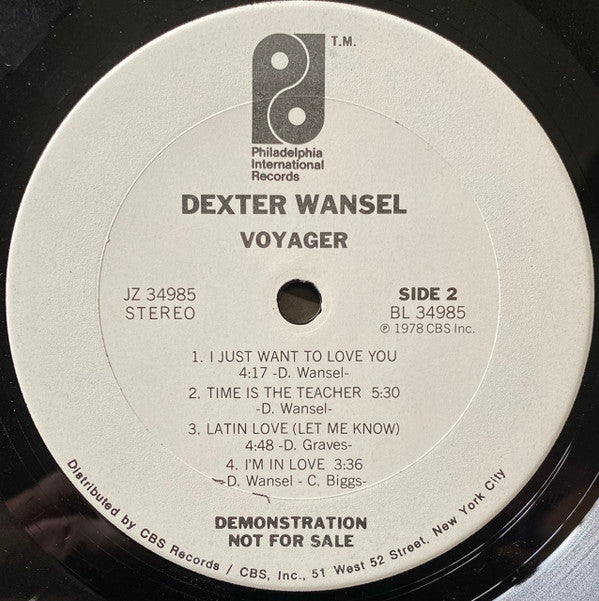 T.M.
Philadelphia
International
Records
DEXTER WANSEL
VOYAGER
JZ 34985
STEREO
SIDE 2
BL 34985
Ⓟ 1978 CBS Inc.
1. I JUST WANT TO LOVE YOU
4:17 -D. Wansel-
2. TIME IS THE TEACHER 5:30
-D. Wansel-
3. LATIN LOVE (LET ME KNOW)
4:48 -D. Graves-
4. I'M IN LOVE 3:36
-D. Wansel - C. Biggs-
DEMONSTRATION
NOT FOR SALE
Distributed by CBS Records / CBS, Inc., 51 West 52 Street, New York City